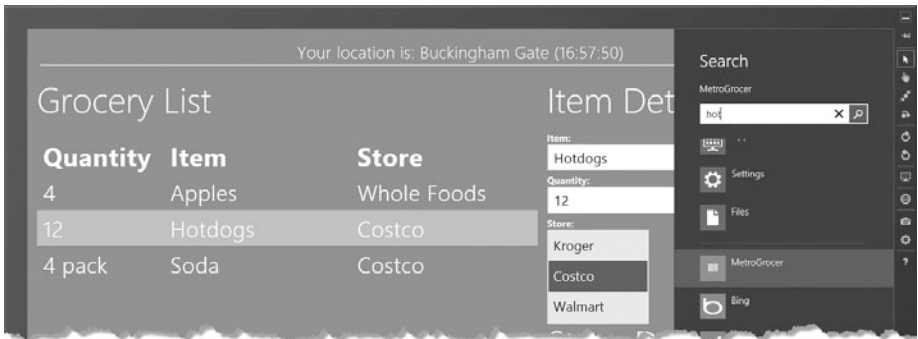 Your location is: Buckingham Gate (16:57:50)
Grocery List
Quantity Item Store
4 Apples Whole Foods
12 Hotdogs Costco
4 pack Soda Costco
Item Det
Item:
Hotdogs
Quantity:
12
Store:
Kroger
Costco
Walmart
Search
MetroGrocer
hot
Settings
Files
MetroGrocer
Bing